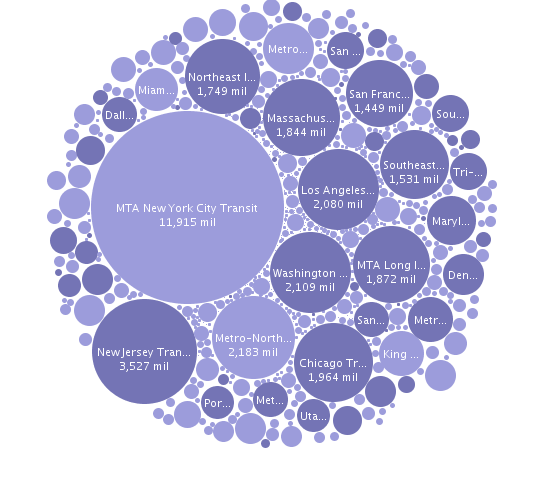 Metro...
San ...
Northeast I...
1,749 mil
Miam...
San Franc...
1,449 mil
Dall...
Massachus...
1,844 mil
Sou...
Southeast...
1,531 mil
Tri-...
Los Angeles...
2,080 mil
MTA New York City Transit
11,915 mil
Maryl...
Washington ...
2,109 mil
MTA Long I...
1,872 mil
Den...
San...
Metr...
Metro-North...
2,183 mil
New Jersey Tran...
3,527 mil
King ...
Chicago Tr...
1,964 mil
Por...
Met...
Uta...